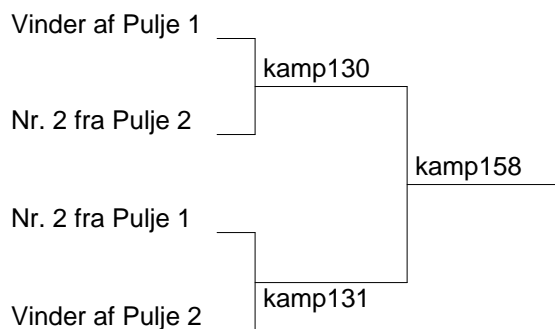 Vinder af Pulje 1
kamp130
Nr. 2 fra Pulje 2
kamp158
Nr. 2 fra Pulje 1
kamp131
Vinder af Pulje 2